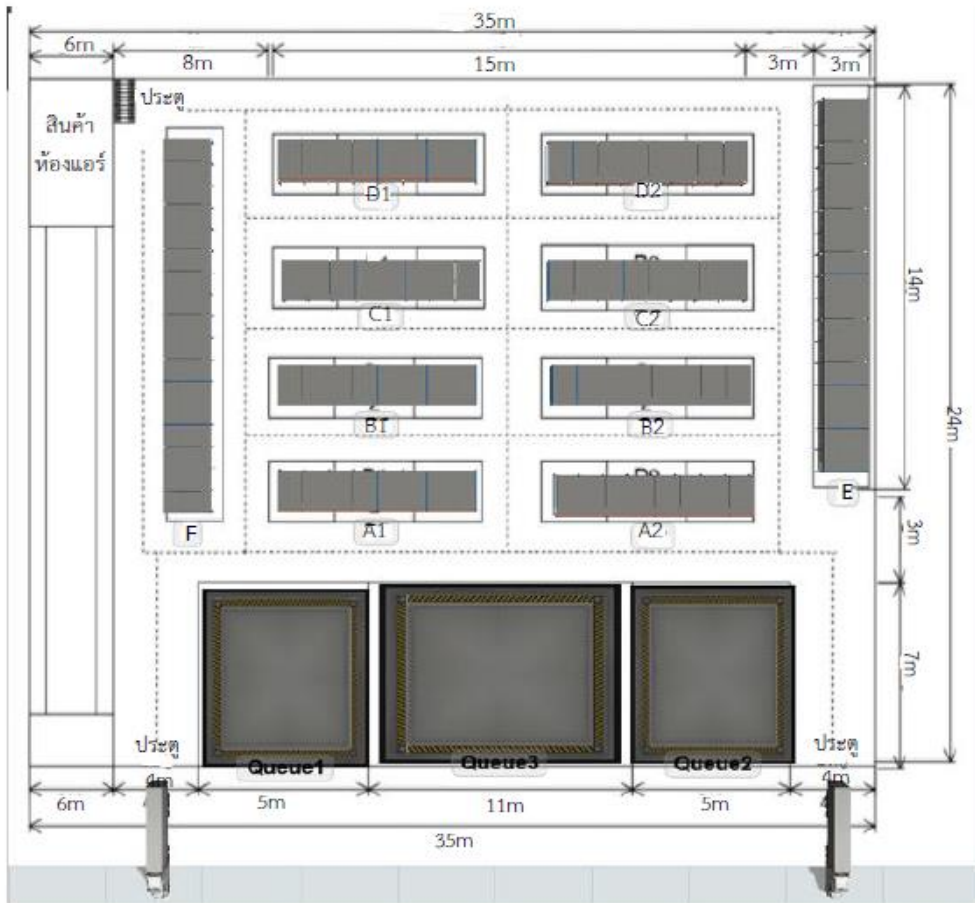 35m
6m
8m
15m
3m
3m
ประตู
สินค้า
ห้องแอร์
D1
D2
C1
C2
14m
B1
B2
24m
A1
A2
F
E
3m
7m
ประตู
ประตู
Queue1
Queue3
Queue2
4m
4m
6m
5m
11m
5m
35m